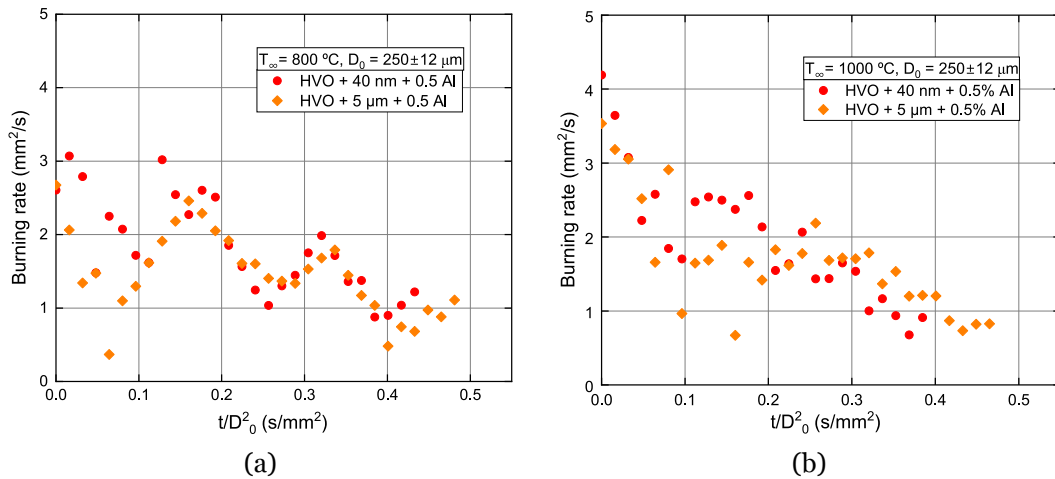 5
4
3
2
1
0
Burning rate (mm²/s)
T∞= 800 ºC, D₀ = 250±12 μm
HVO + 40 nm + 0.5 Al
HVO + 5 μm + 0.5 Al
0.0 0.1 0.2 0.3 0.4 0.5
t/D²₀ (s/mm²)
(a)
5
4
3
2
1
0
Burning rate (mm²/s)
T∞= 1000 ºC, D₀ = 250±12 μm
HVO + 40 nm + 0.5% Al
HVO + 5 μm + 0.5% Al
0.0 0.1 0.2 0.3 0.4 0.5
t/D²₀ (s/mm²)
(b)